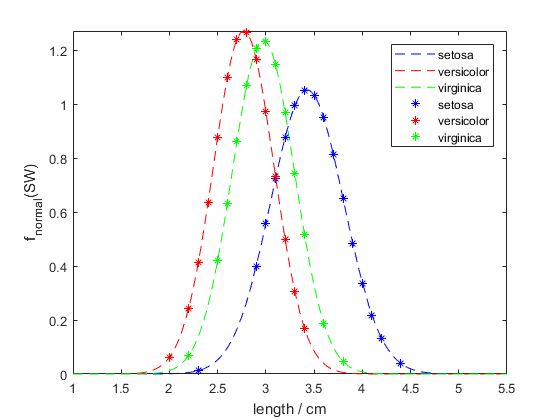 setosa
versicolor
virginica
setosa
versicolor
virginica
1.2
1
0.8
0.6
0.4
0.2
0
f_normal(SW)
1 1.5 2 2.5 3 3.5 4 4.5 5 5.5
length / cm